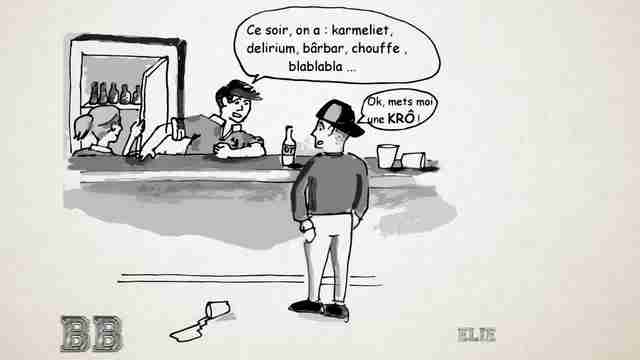 Ce soir, on a : karmeliet,
delirium, bârbar, chouffe ,
blablabla ...
Ok, mets moi
une KRÔ !
BB
ELIE